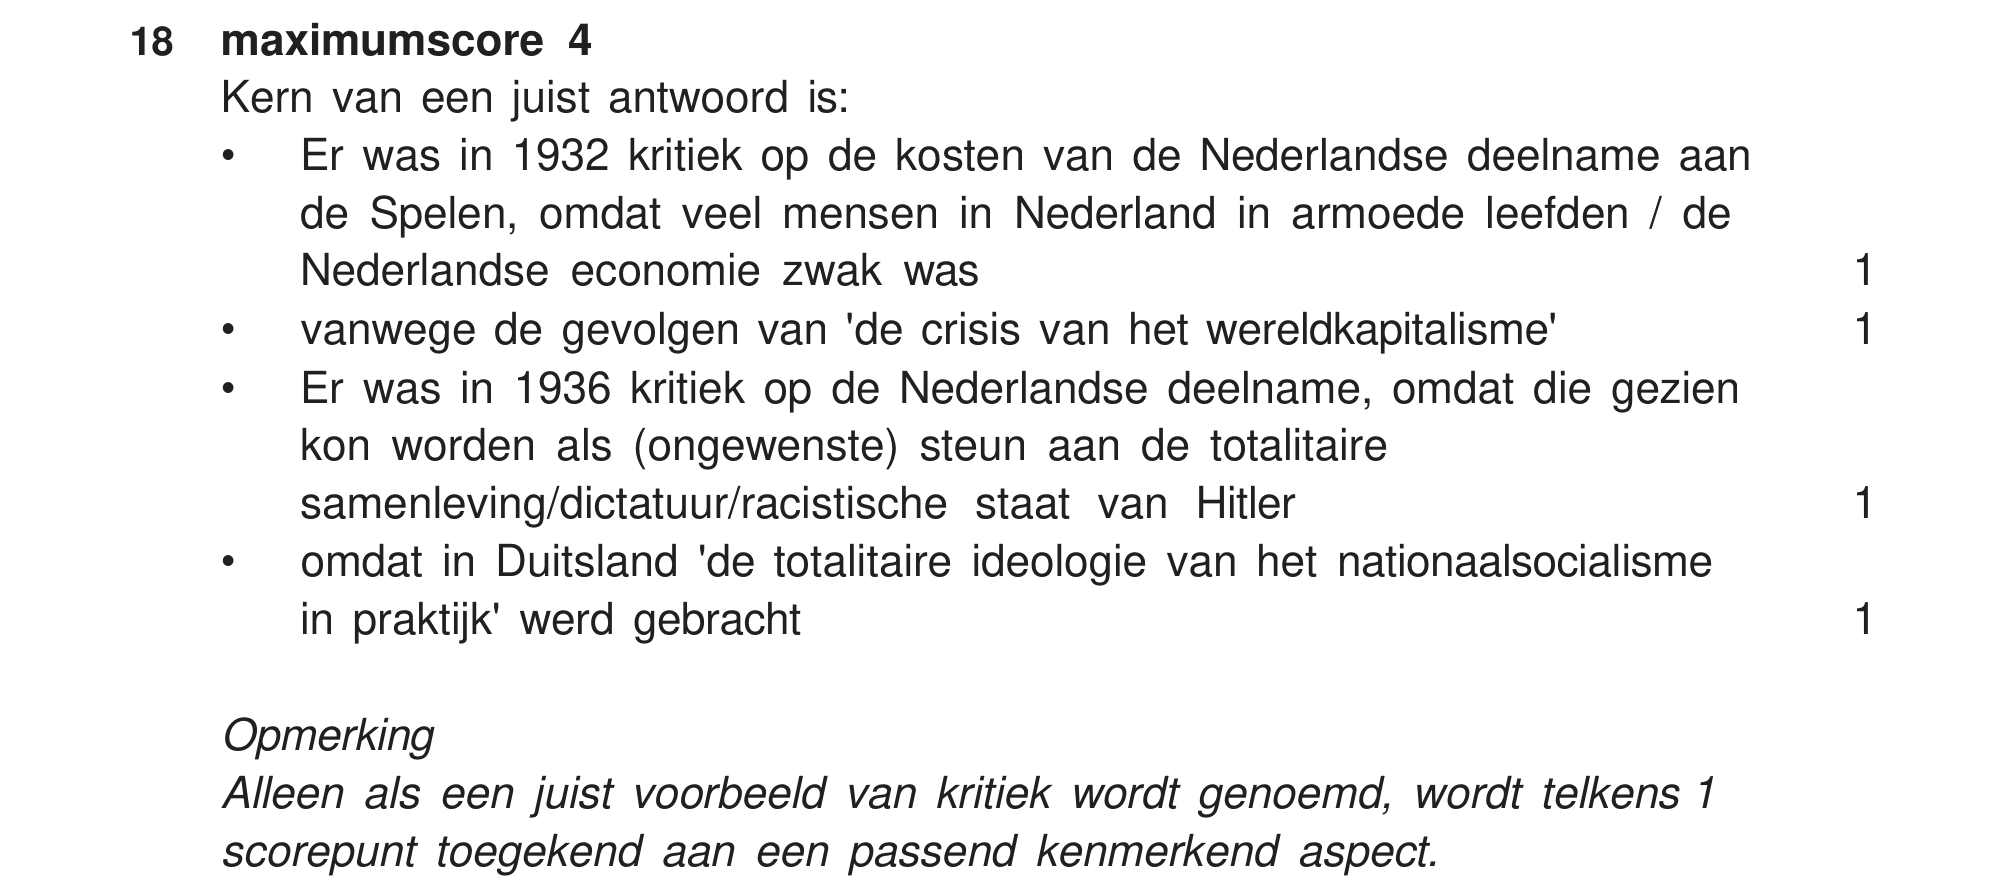 18 maximumscore 4
Kern van een juist antwoord is:
• Er was in 1932 kritiek op de kosten van de Nederlandse deelname aan
de Spelen, omdat veel mensen in Nederland in armoede leefden / de
Nederlandse economie zwak was 1
• vanwege de gevolgen van 'de crisis van het wereldkapitalisme' 1
• Er was in 1936 kritiek op de Nederlandse deelname, omdat die gezien
kon worden als (ongewenste) steun aan de totalitaire
samenleving/dictatuur/racistische staat van Hitler 1
• omdat in Duitsland 'de totalitaire ideologie van het nationaalsocialisme
in praktijk' werd gebracht 1
Opmerking
Alleen als een juist voorbeeld van kritiek wordt genoemd, wordt telkens 1
scorepunt toegekend aan een passend kenmerkend aspect.